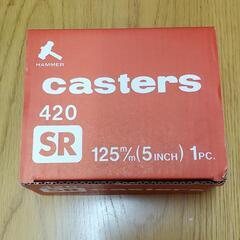 HAMMER
casters
420
SR
125m/m(5INCH) 1PC.